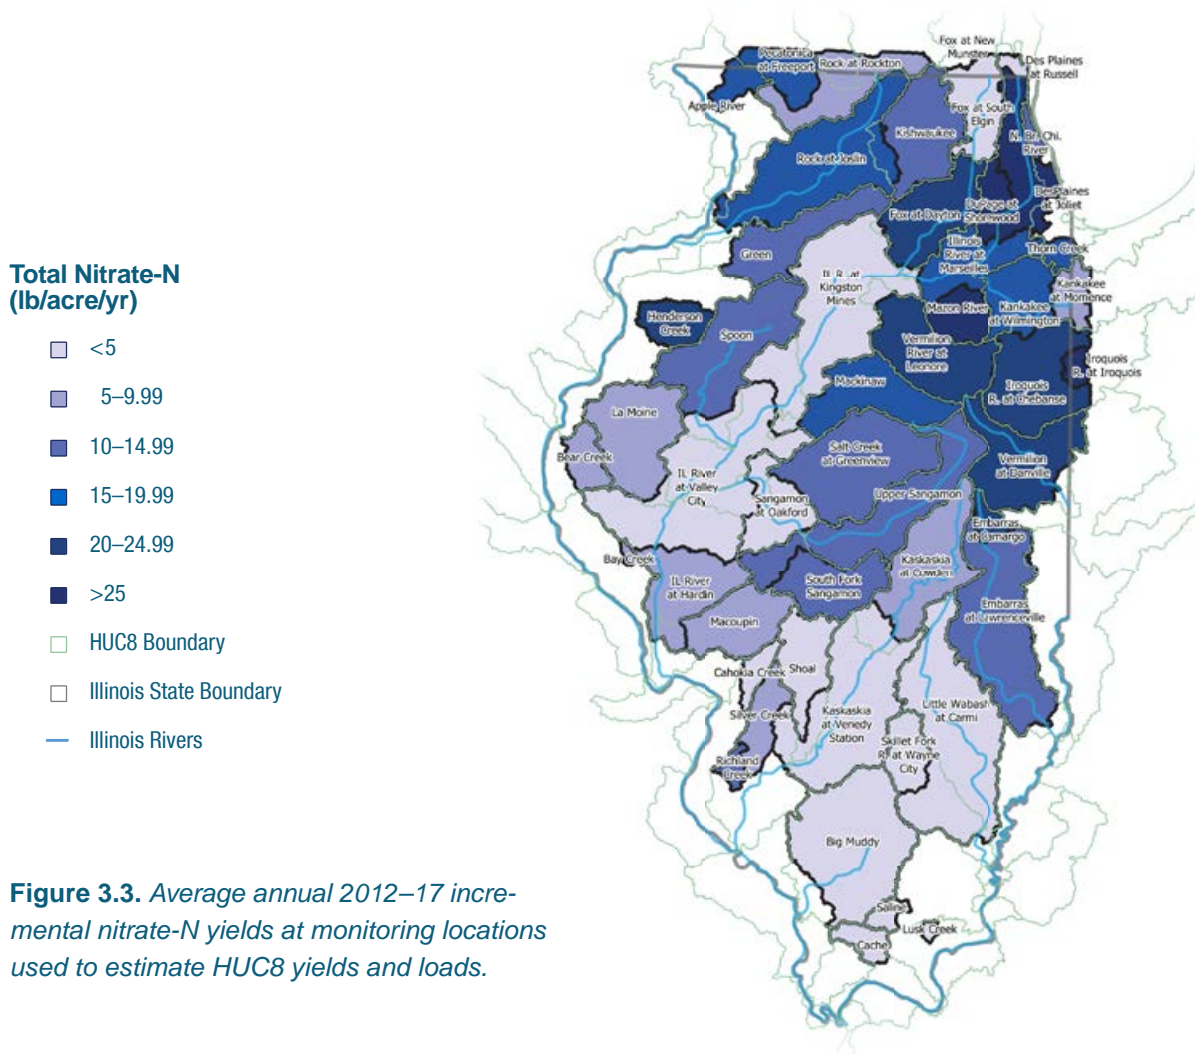 Total Nitrate-N
(lb/acre/yr)
<5
5–9.99
10–14.99
15–19.99
20–24.99
>25
HUC8 Boundary
Illinois State Boundary
Illinois Rivers
Figure 3.3. Average annual 2012–17 incre-
mental nitrate-N yields at monitoring locations
used to estimate HUC8 yields and loads.
Pecatonica
at Freeport
Rock at Rockton
Fox at New
Munster
Des Plaines
at Russell
Apple River
Fox at South
Elgin
Kishwaukee
N. Br. Chi.
River
Rock at Joslin
DesPlaines
at Joliet
Fox at Dayton
DuPage at
Shorewood
Green
Illinois
River at
Marseilles
Thorn Creek
IL R. at
Kingston
Mines
Kankakee
at Momence
Henderson
Creek
Spoon
Mazon River
Kankakee
at Wilmington
Vermilion
River at
Leonore
Iroquois
R. at Iroquois
Mackinaw
Iroquois
R. at Chebanse
La Moine
Salt Creek
at Greenview
Bear Creek
Vermilion
at Danville
IL River
at Valley
City
Sangamon
at Oakford
Upper Sangamon
Embarras
at Camargo
Bay Creek
IL River
at Hardin
South Fork
Sangamon
Kaskaskia
at Cowden
Macoupin
Embarras
at Lawrenceville
Cahokia Creek
Shoal
Silver Creek
Kaskaskia
at Venedy
Station
Little Wabash
at Carmi
Skillet Fork
R. at Wayne
City
Richland
Creek
Big Muddy
Saline
Lusk Creek
Cache